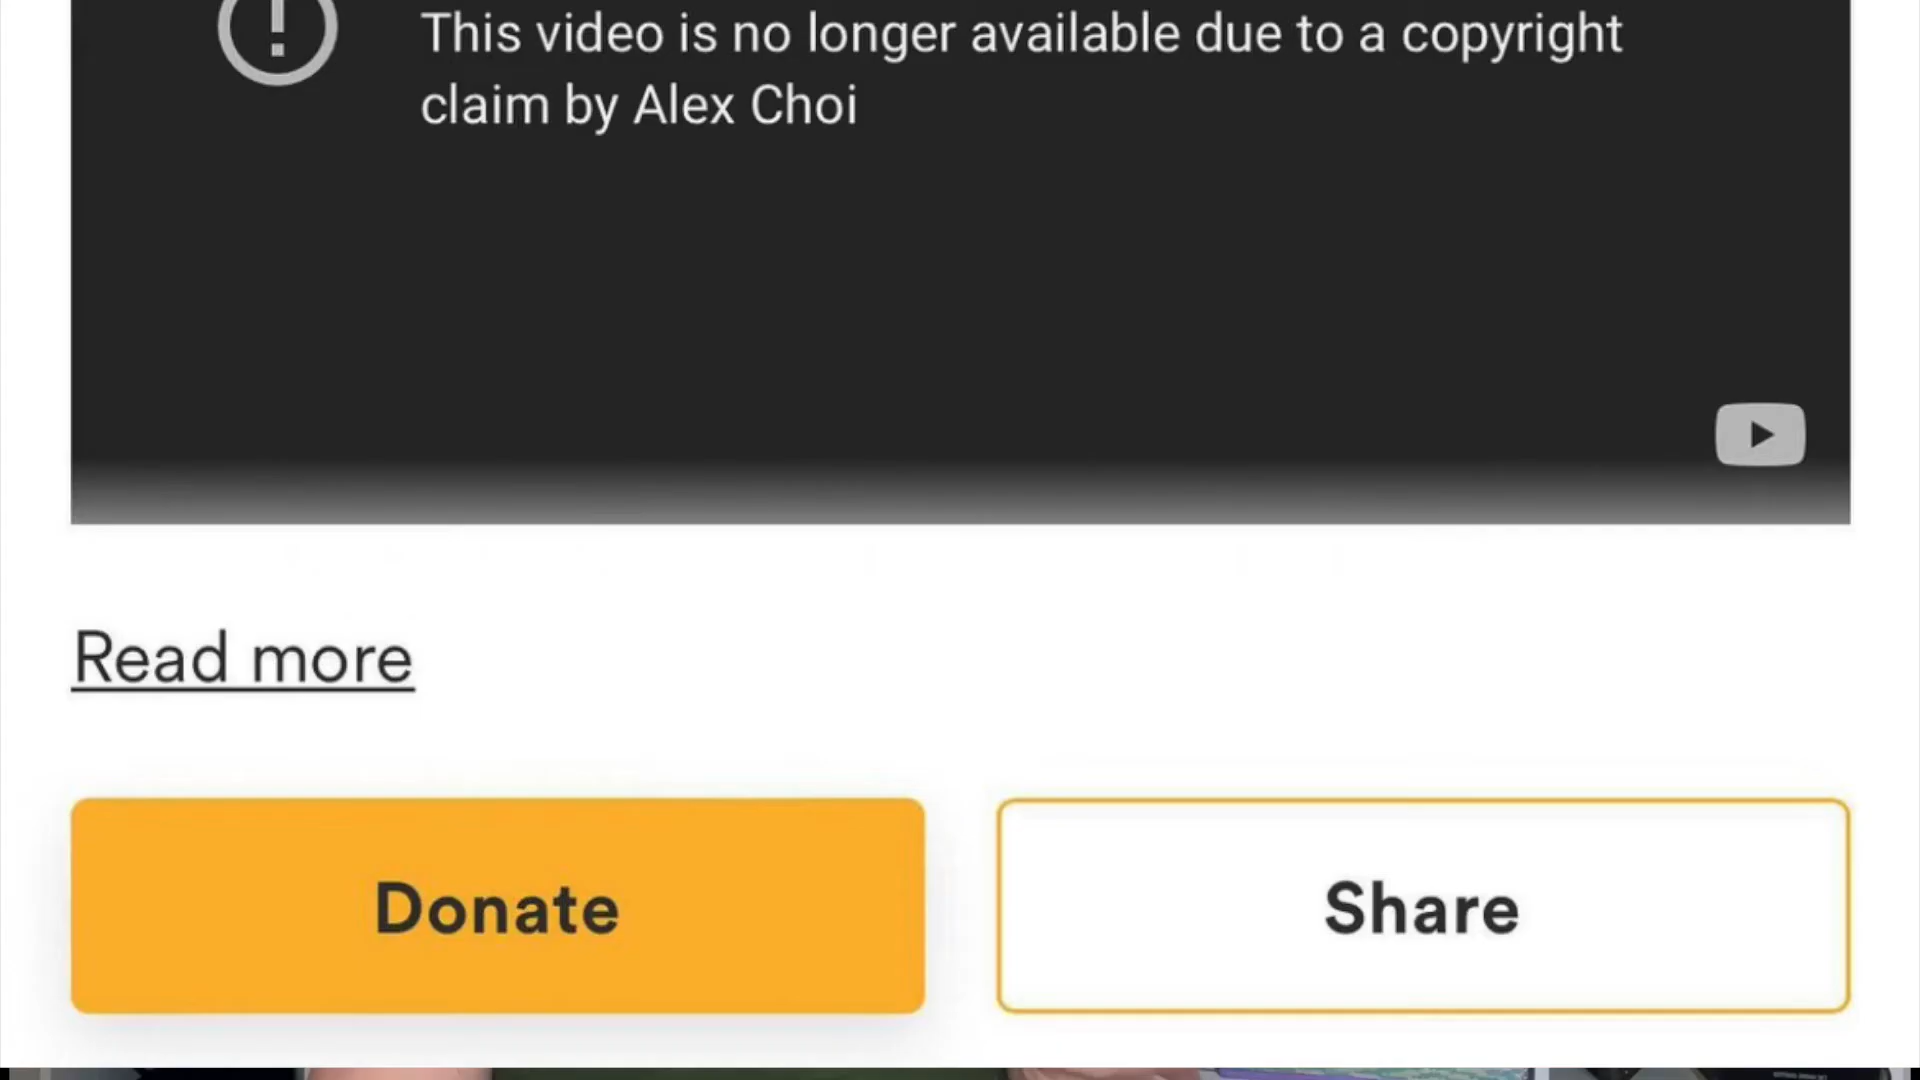 This video is no longer available due to a copyright
claim by Alex Choi
Read more
Donate
Share